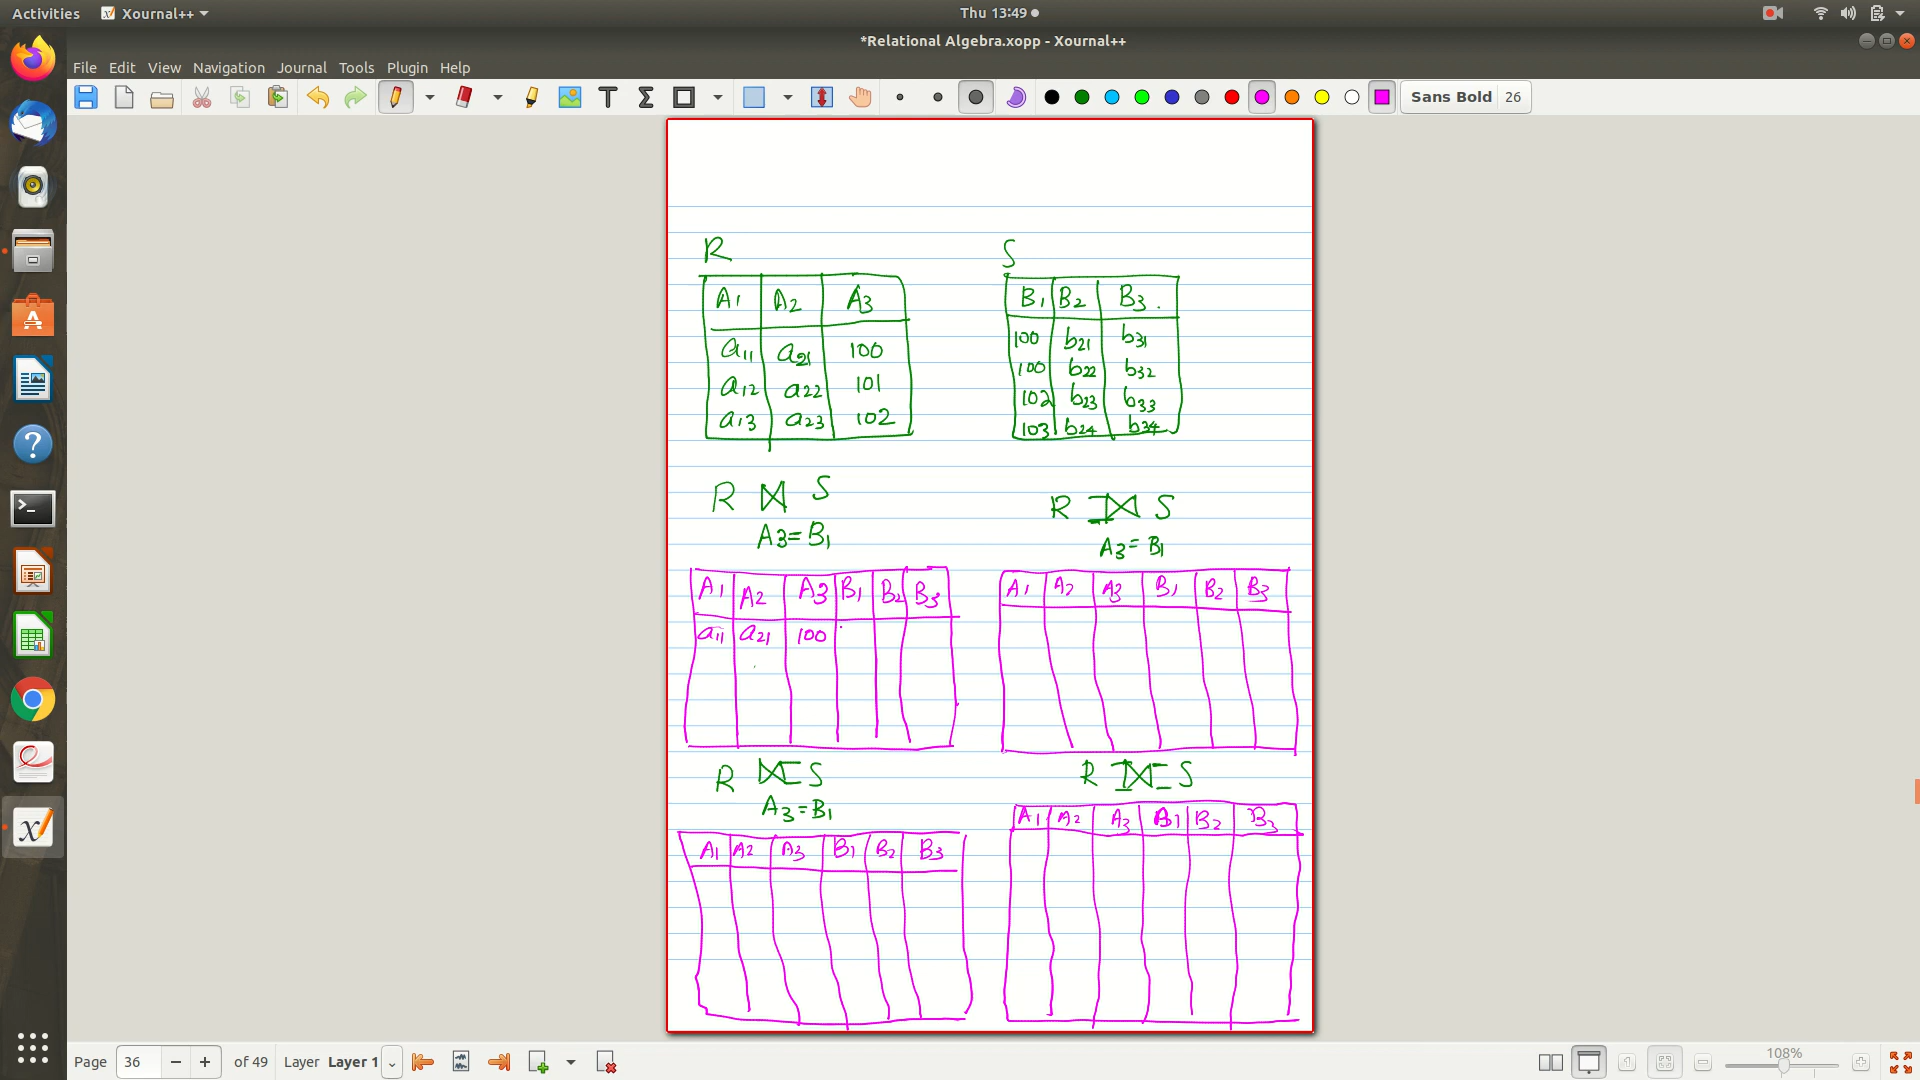 Activities Xournal++ Thu 13:49
*Relational Algebra.xopp - Xournal++
File Edit View Navigation Journal Tools Plugin Help
Sans Bold 26
R S
A1 A2 A3 B1 B2 B3
a11 a21 100 100 b21 b31
a12 a22 101 100 b22 b32
a13 a23 102 102 b23 b33
103 b24 b34
R ⋈ S R ⟕ S
A3=B1 A3=B1
A1 A2 A3 B1 B2 B3 A1 A2 A3 B1 B2 B3
a11 a21 100
R ⟖ S R ⟗ S
A3=B1
A1 A2 A3 B1 B2 B3
A1 A2 A3 B1 B2 B3
Page 36 of 49 Layer Layer 1 108%